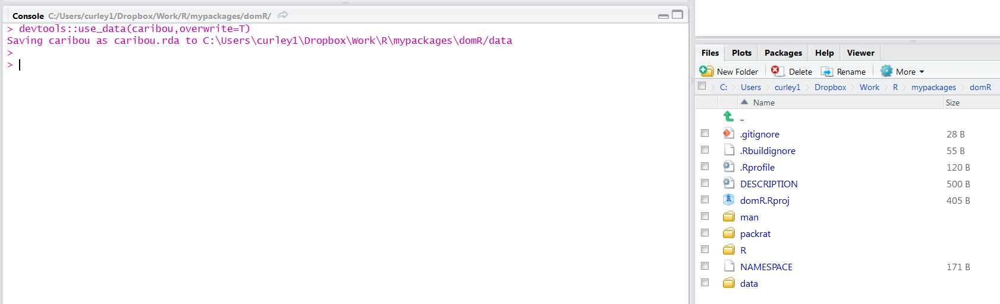 Console C:/Users/curley1/Dropbox/Work/R/mypackages/domR/
> devtools::use_data(caribou,overwrite=T)
Saving caribou as caribou.rda to C:\Users\curley1\Dropbox\Work\R\mypackages\domR/data
>
>
Files Plots Packages Help Viewer
New Folder Delete Rename More
C: Users curley1 Dropbox Work R mypackages domR
Name Size
..
.gitignore 28 B
.Rbuildignore 55 B
.Rprofile 120 B
DESCRIPTION 500 B
domR.Rproj 405 B
man
packrat
R
NAMESPACE 171 B
data